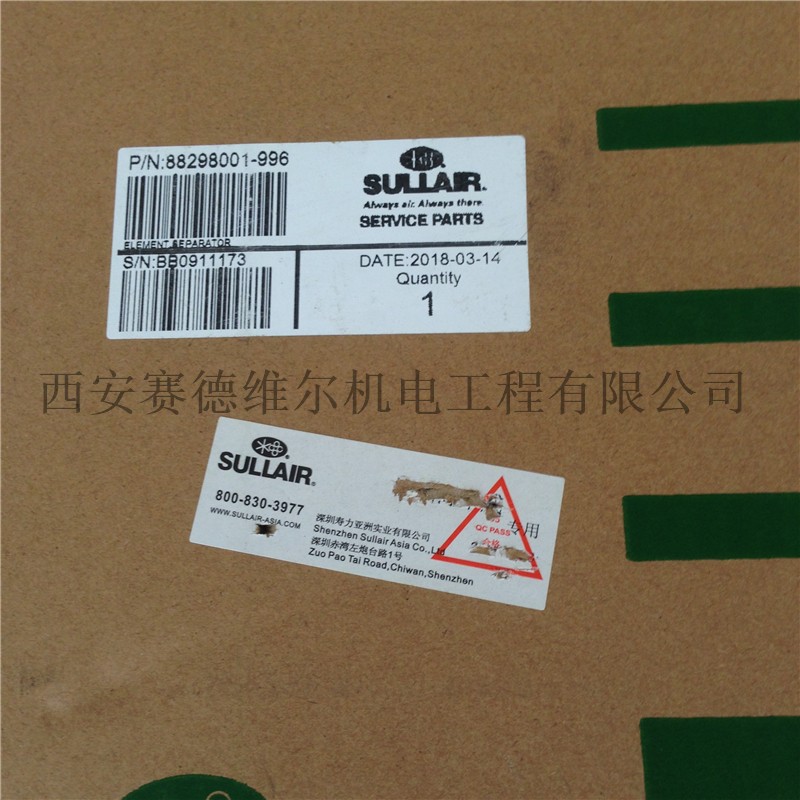 P/N:88298001-996
ELEMENT SEPARATOR
S/N:BB0911173
SULLAIR.
Always air. Always there
SERVICE PARTS
DATE:2018-03-14
Quantity
1
西安赛德维尔机电工程有限公司
SULLAIR.
800-830-3977
WWW.SULLAIR-ASIA.COM
深圳寿力亚洲实业有限公司
Shenzhen Sullair Asia Co.,Ltd
深圳赤湾左炮台路1号
Zuo Pao Tai Road,Chiwan,Shenzhen
专用
QC PASS
合格